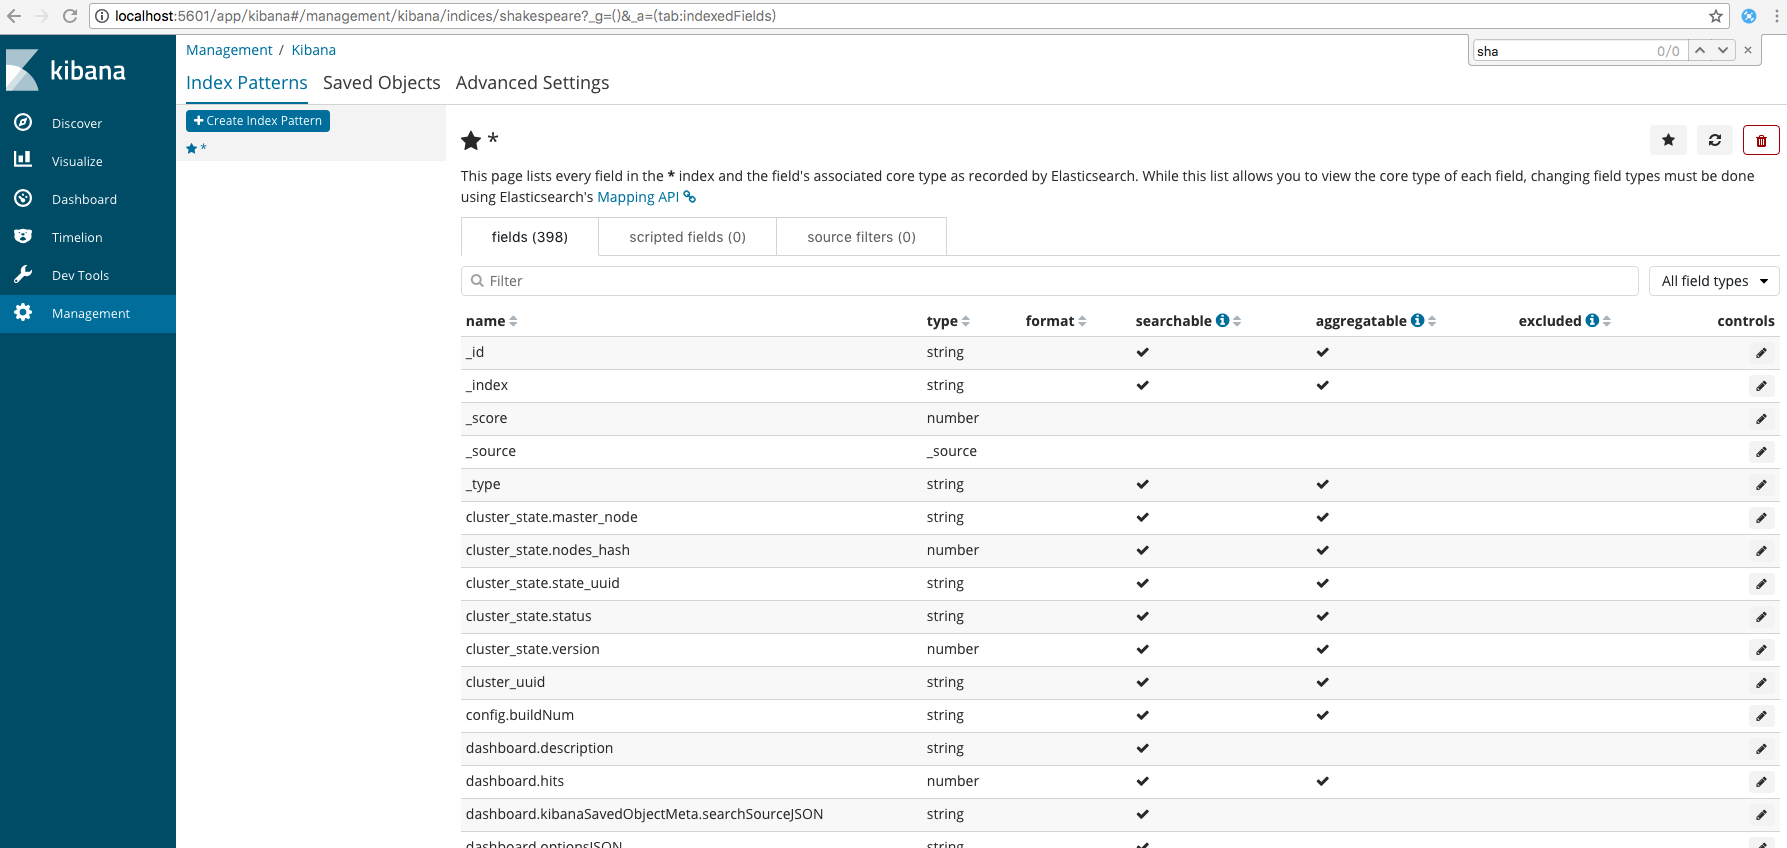 localhost:5601/app/kibana#/management/kibana/indices/shakespeare?_g=()&_a=(tab:indexedFields)
sha 0/0
kibana
Discover
Visualize
Dashboard
Timelion
Dev Tools
Management
Management / Kibana
Index Patterns Saved Objects Advanced Settings
Create Index Pattern
*
*
This page lists every field in the * index and the field's associated core type as recorded by Elasticsearch. While this list allows you to view the core type of each field, changing field types must be done
using Elasticsearch's Mapping API
fields (398) scripted fields (0) source filters (0)
Filter All field types
name type format searchable aggregatable excluded controls
_id string
_index string
_score number
_source _source
_type string
cluster_state.master_node string
cluster_state.nodes_hash number
cluster_state.state_uuid string
cluster_state.status string
cluster_state.version number
cluster_uuid string
config.buildNum string
dashboard.description string
dashboard.hits number
dashboard.kibanaSavedObjectMeta.searchSourceJSON string
dashboard.optionsJSON string